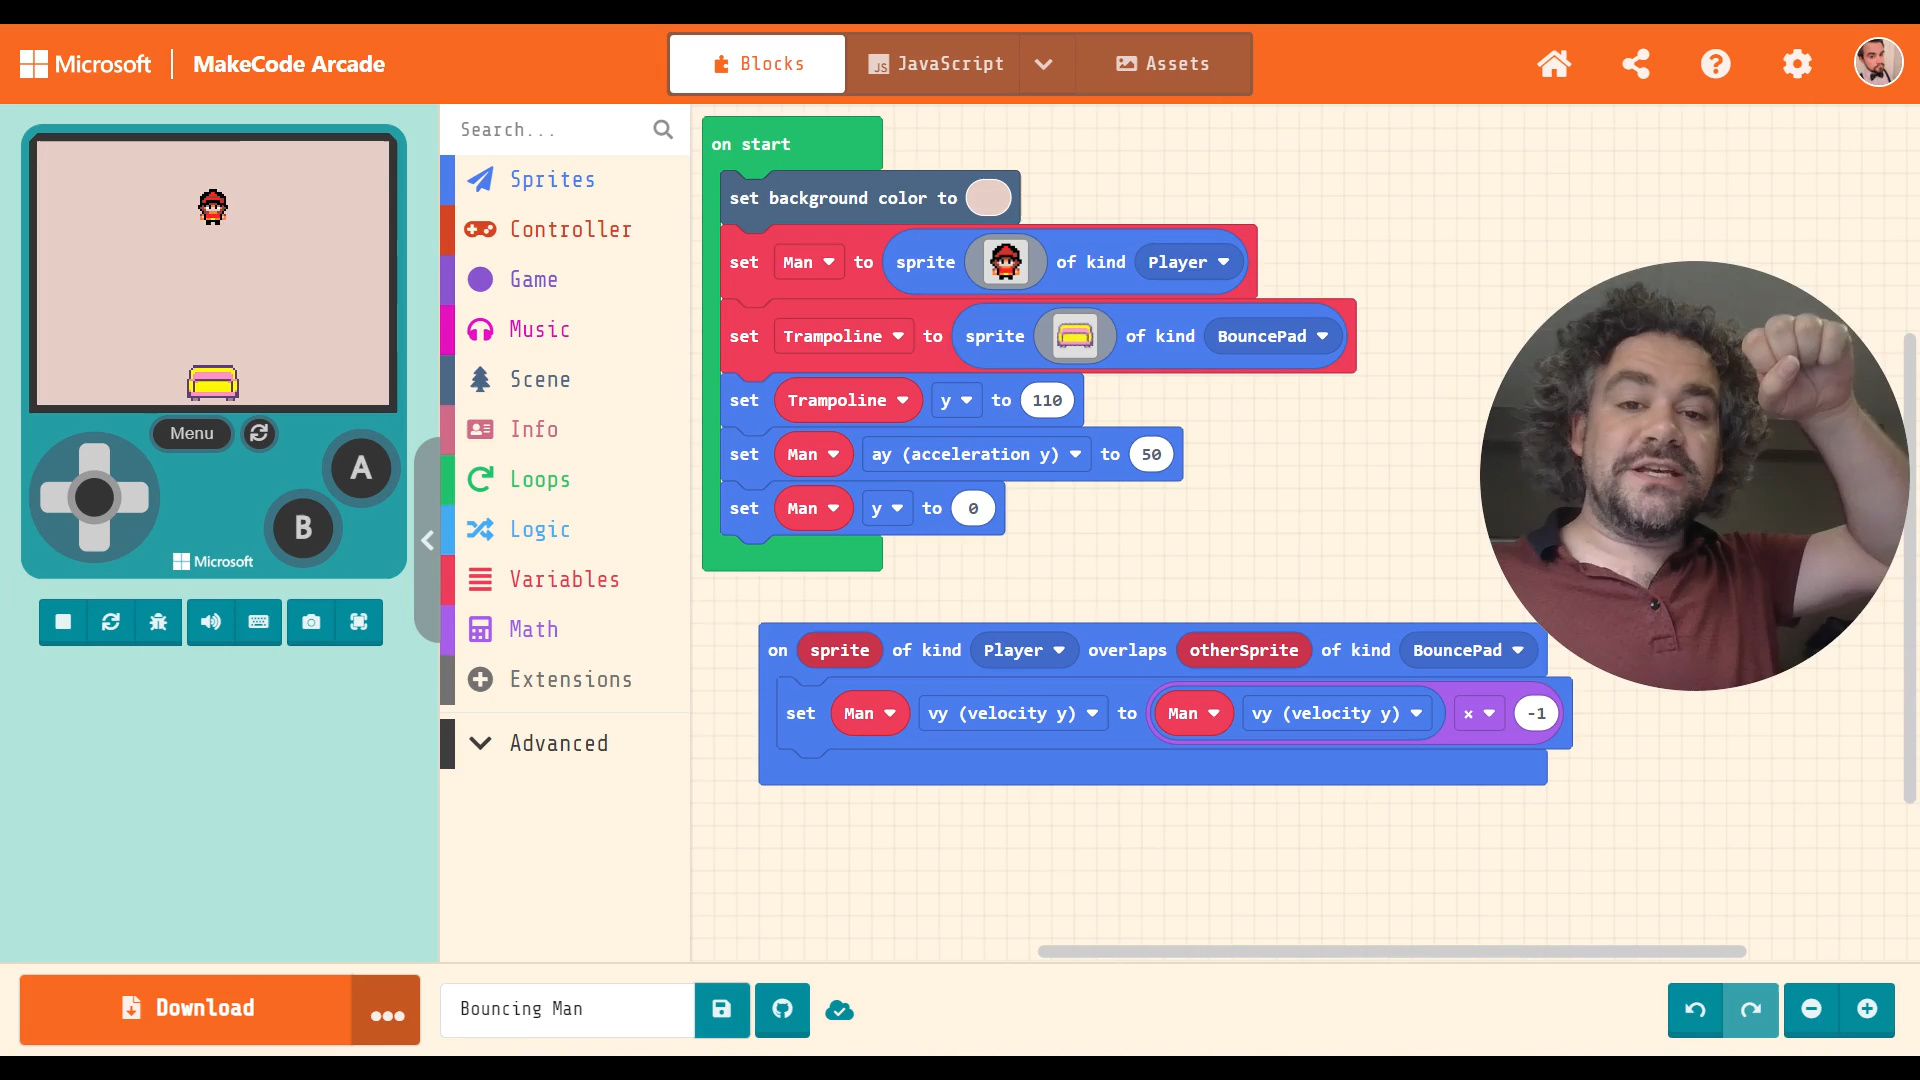 Microsoft MakeCode Arcade
Blocks
JavaScript
Assets
Menu
A
B
Microsoft
Search...
Sprites
Controller
Game
Music
Scene
Info
Loops
Logic
Variables
Math
Extensions
Advanced
on start
set background color to
set Man to sprite of kind Player
set Trampoline to sprite of kind BouncePad
set Trampoline y to 110
set Man ay (acceleration y) to 50
set Man y to 0
on sprite of kind Player overlaps otherSprite of kind BouncePad
set Man vy (velocity y) to Man vy (velocity y) × -1
Download
Bouncing Man